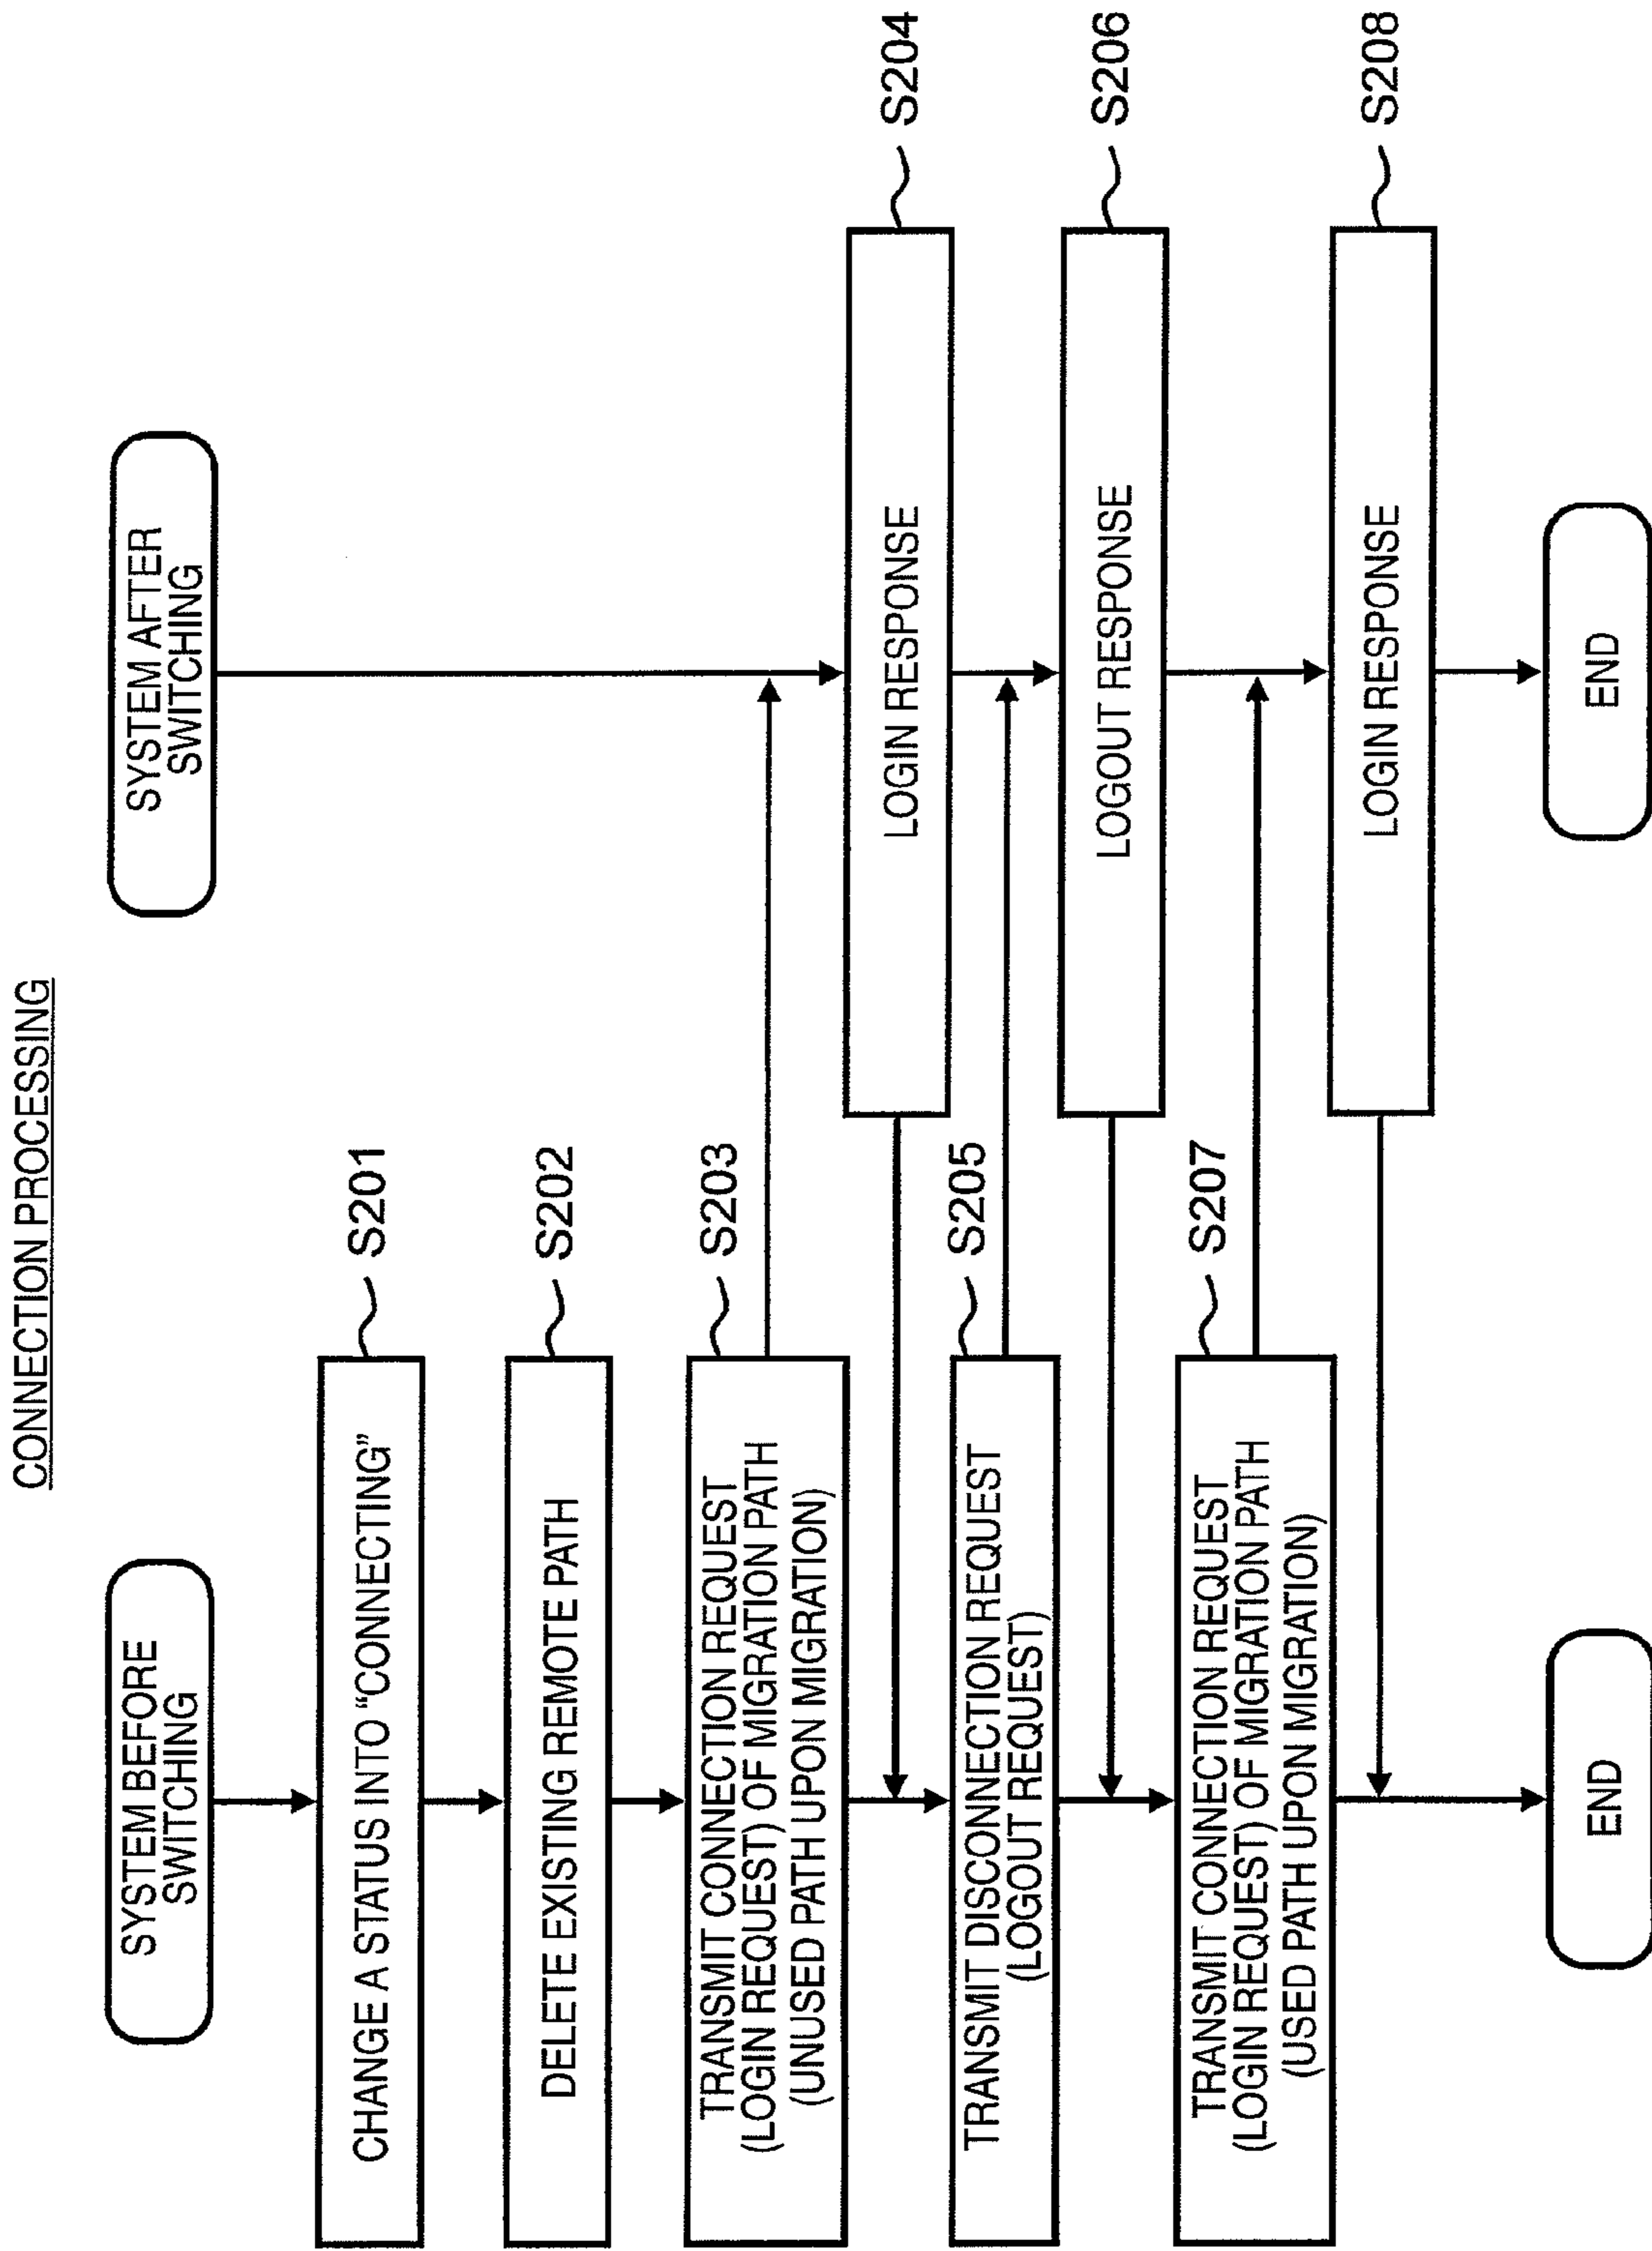 CONNECTION PROCESSING
SYSTEM BEFORE
SWITCHING
SYSTEM AFTER
SWITCHING
S201
CHANGE A STATUS INTO “CONNECTING”
S202
DELETE EXISTING REMOTE PATH
S203
TRANSMIT CONNECTION REQUEST
(LOGIN REQUEST) OF MIGRATION PATH
(UNUSED PATH UPON MIGRATION)
S204
LOGIN RESPONSE
S205
TRANSMIT DISCONNECTION REQUEST
(LOGOUT REQUEST)
S206
LOGOUT RESPONSE
S207
TRANSMIT CONNECTION REQUEST
(LOGIN REQUEST) OF MIGRATION PATH
(USED PATH UPON MIGRATION)
S208
LOGIN RESPONSE
END
END